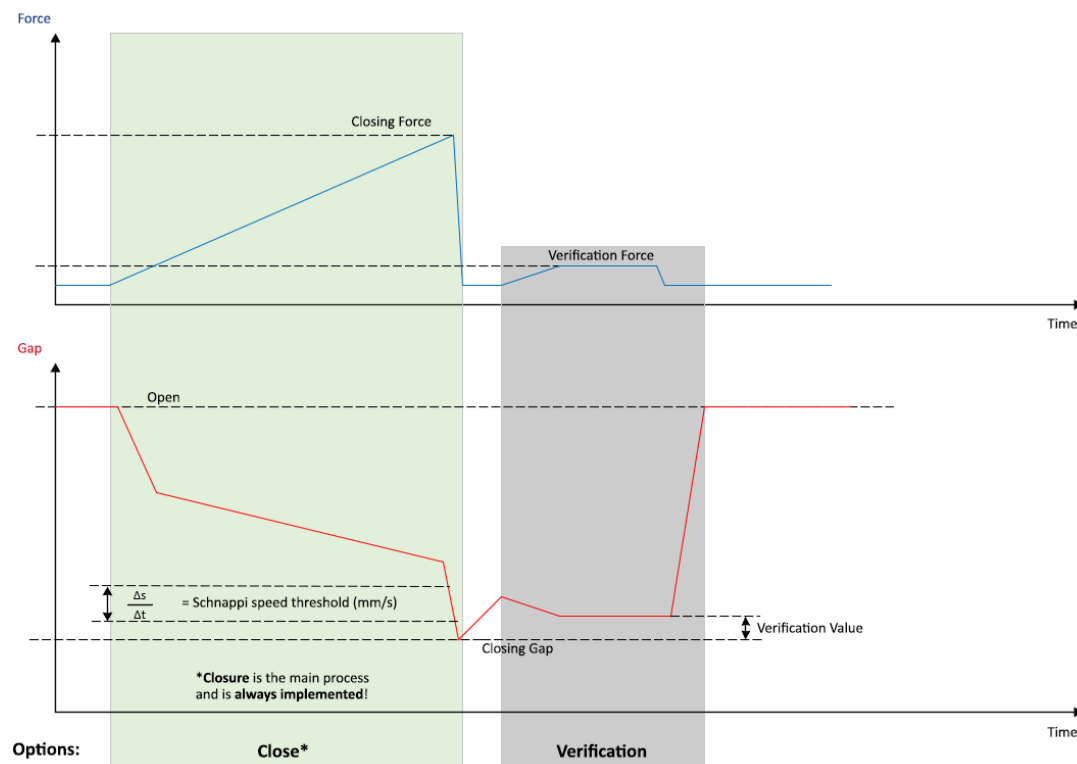 Force
Closing Force
Verification Force
Time
Gap
Open
Δs
Δt
= Schnappi speed threshold (mm/s)
Verification Value
Closing Gap
*Closure is the main process
and is always implemented!
Time
Options:
Close*
Verification